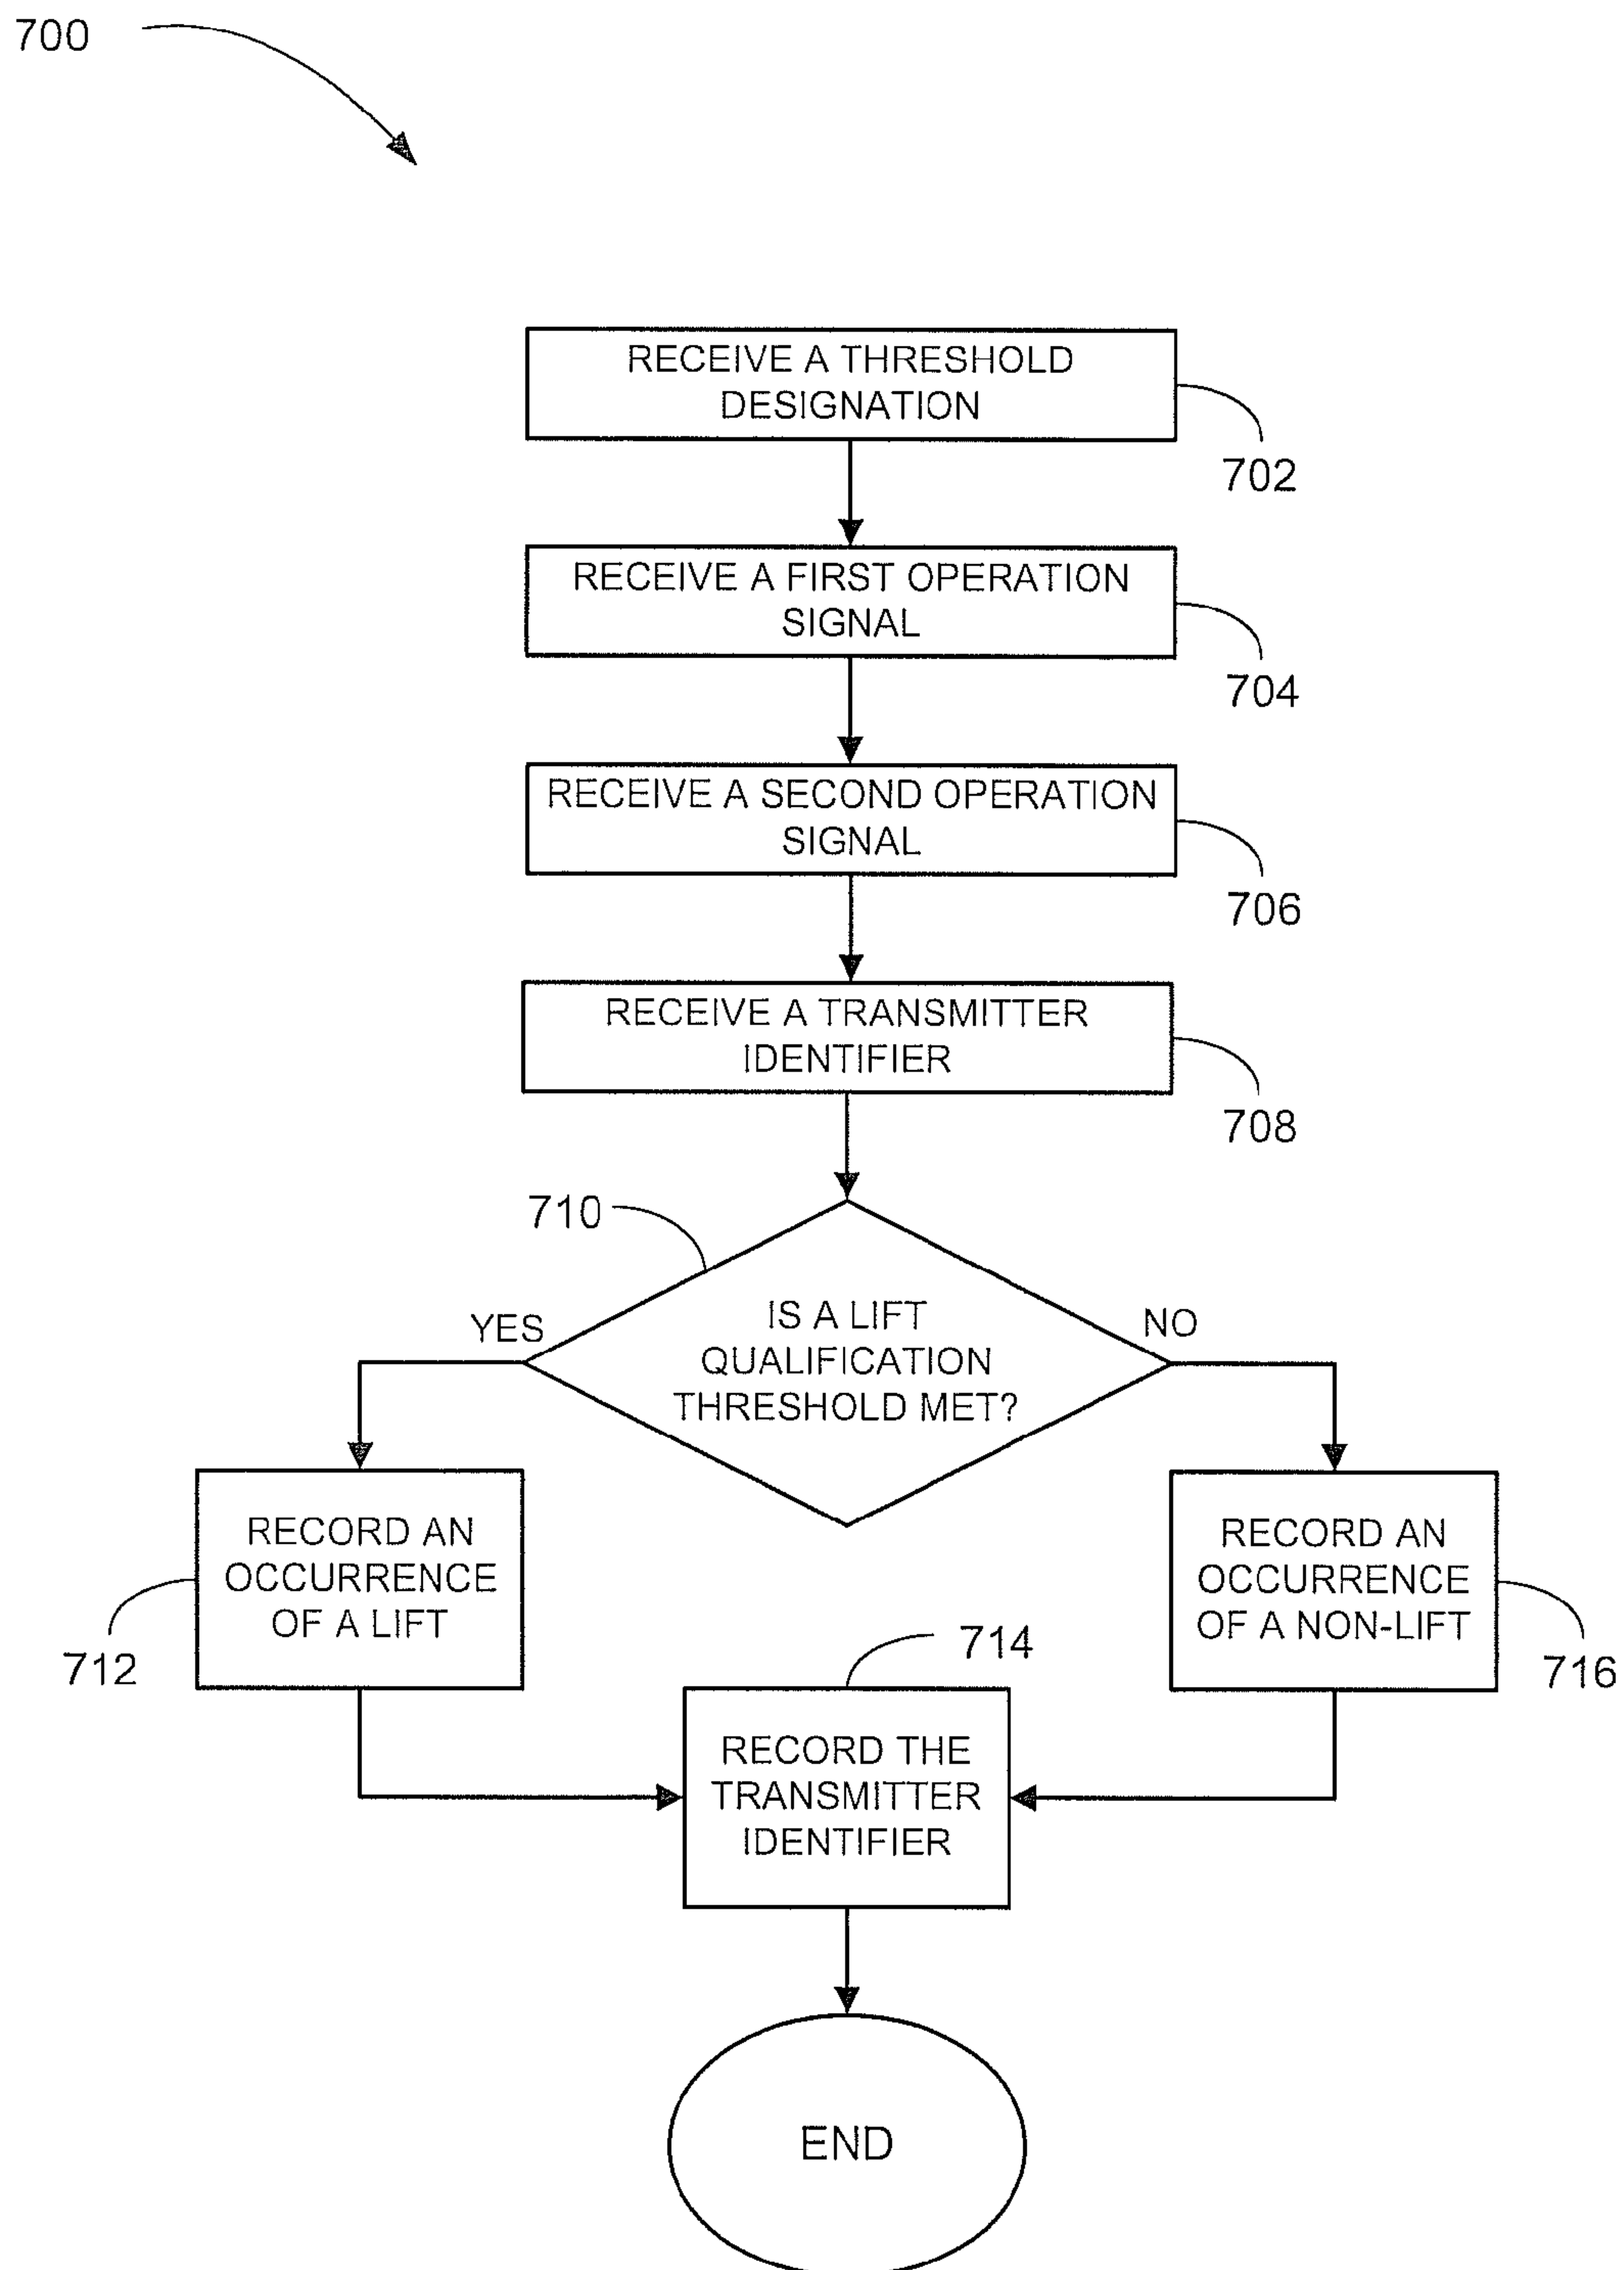 700
RECEIVE A THRESHOLD
DESIGNATION
702
RECEIVE A FIRST OPERATION
SIGNAL
704
RECEIVE A SECOND OPERATION
SIGNAL
706
RECEIVE A TRANSMITTER
IDENTIFIER
708
710
IS A LIFT
QUALIFICATION
THRESHOLD MET?
YES
NO
RECORD AN
OCCURRENCE
OF A LIFT
712
RECORD AN
OCCURRENCE
OF A NON-LIFT
716
714
RECORD THE
TRANSMITTER
IDENTIFIER
END